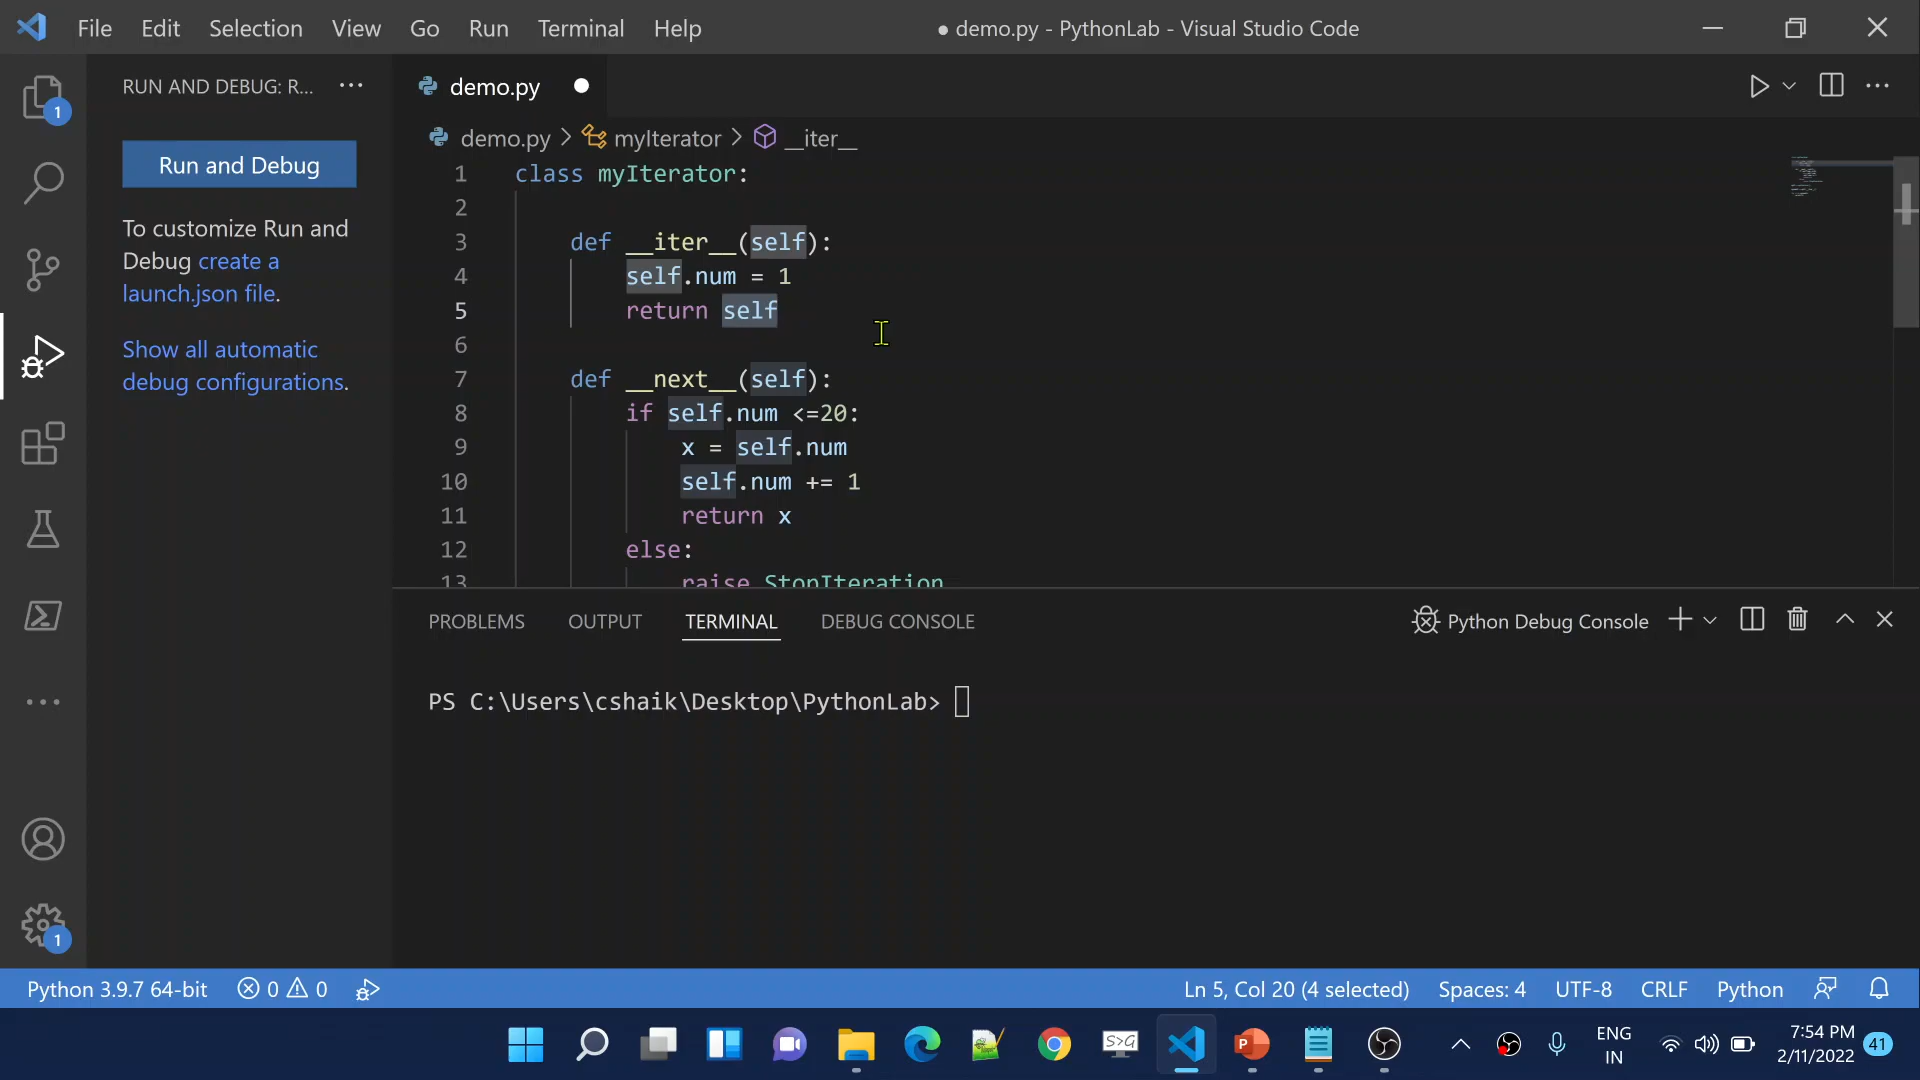 File Edit Selection View Go Run Terminal Help
● demo.py - PythonLab - Visual Studio Code
RUN AND DEBUG: R...
1
Run and Debug
To customize Run and
Debug create a
launch.json file.
Show all automatic
debug configurations.
1
demo.py
demo.py > myIterator > __iter__
1 class myIterator:
2
3 def __iter__(self):
4 self.num = 1
5 return self
6
7 def __next__(self):
8 if self.num <=20:
9 x = self.num
10 self.num += 1
11 return x
12 else:
13 raise StopIteration
PROBLEMS OUTPUT TERMINAL DEBUG CONSOLE
Python Debug Console
PS C:\Users\cshaik\Desktop\PythonLab>
Python 3.9.7 64-bit 0 0
Ln 5, Col 20 (4 selected) Spaces: 4 UTF-8 CRLF Python
S>G
P
ENG
IN
7:54 PM
2/11/2022
41